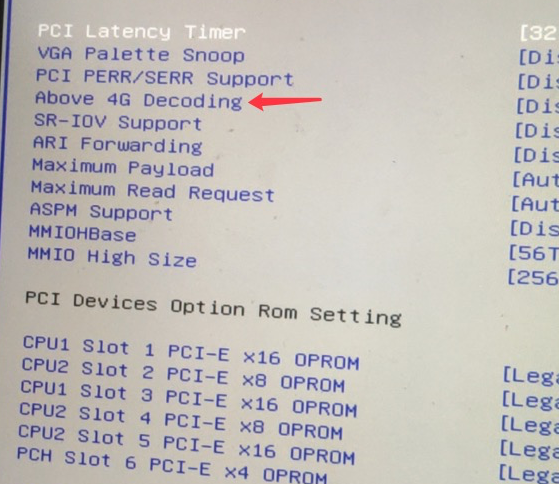 PCI Latency Timer [32
VGA Palette Snoop [Dis
PCI PERR/SERR Support [Dis
Above 4G Decoding [Dis
SR-IOV Support [Dis
ARI Forwarding [Dis
Maximum Payload [Aut
Maximum Read Request [Aut
ASPM Support [Dis
MMIOHBase [56T
MMIO High Size [256
PCI Devices Option Rom Setting
CPU1 Slot 1 PCI-E x16 OPROM [Lega
CPU2 Slot 2 PCI-E x8 OPROM [Lega
CPU1 Slot 3 PCI-E x16 OPROM [Lega
CPU2 Slot 4 PCI-E x8 OPROM [Lega
CPU2 Slot 5 PCI-E x16 OPROM [Lega
PCH Slot 6 PCI-E x4 OPROM [Lega